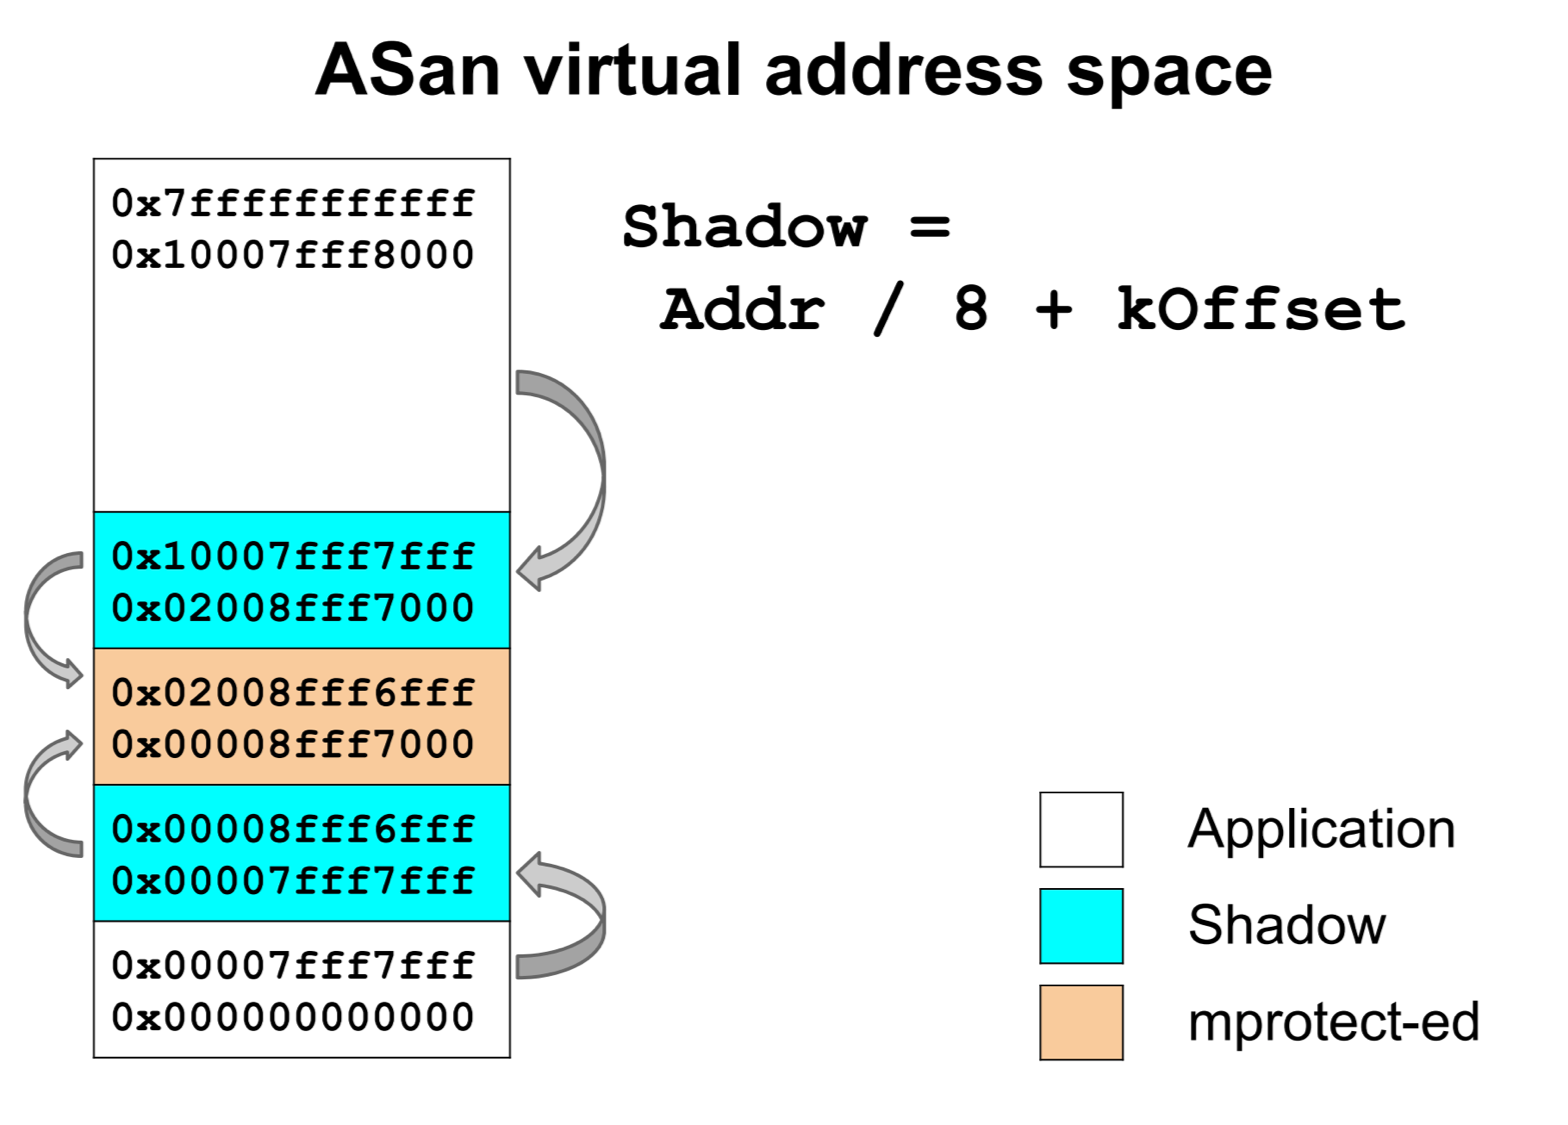 ASan virtual address space
0x7fffffffffff
0x10007fff8000
Shadow =
Addr / 8 + kOffset
0x10007fff7fff
0x02008fff7000
0x02008fff6fff
0x00008fff7000
0x00008fff6fff
0x00007fff7fff
0x00007fff7fff
0x000000000000
Application
Shadow
mprotect-ed